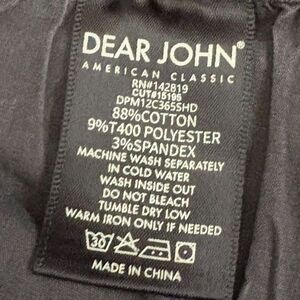 DEAR JOHN®
AMERICAN CLASSIC
RN#142819
CUT#15195
DPM12C365SHD
88%COTTON
9%T400 POLYESTER
3%SPANDEX
MACHINE WASH SEPARATELY
IN COLD WATER
WASH INSIDE OUT
DO NOT BLEACH
TUMBLE DRY LOW
WARM IRON ONLY IF NEEDED
30
MADE IN CHINA